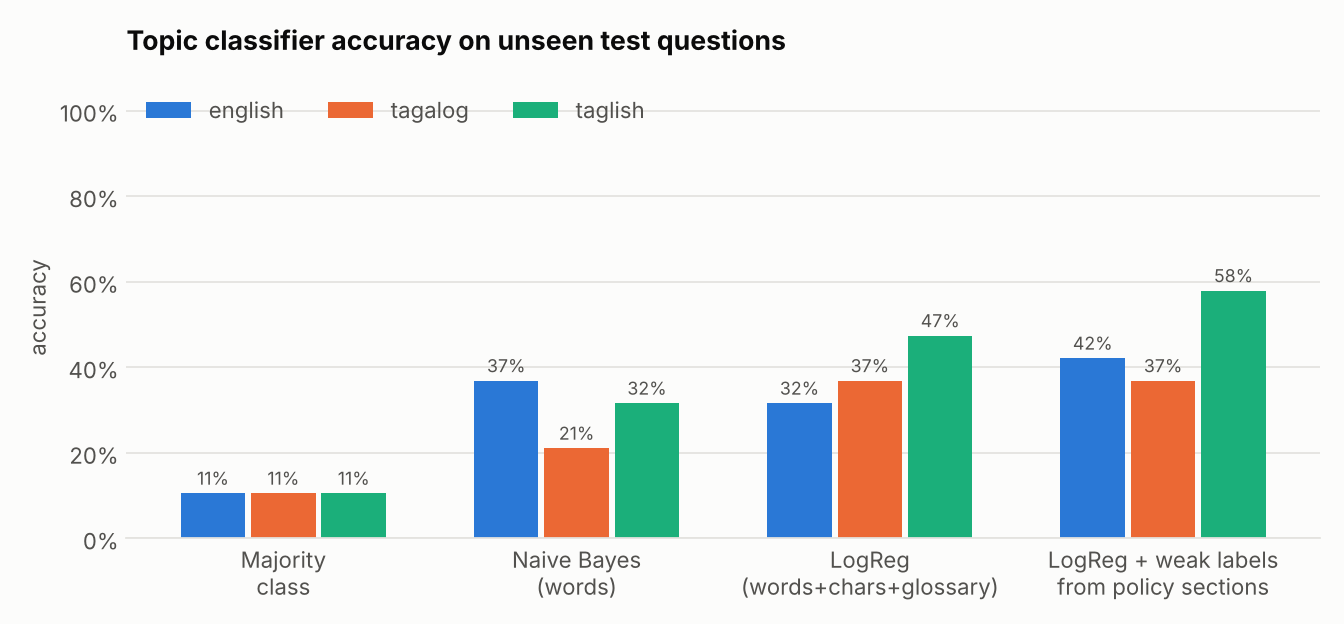 Topic classifier accuracy on unseen test questions
english tagalog taglish
100%
80%
60%
40%
20%
0%
accuracy
11% 11% 11%
37% 21% 32%
32% 37% 47%
42% 37% 58%
Majority
class
Naive Bayes
(words)
LogReg
(words+chars+glossary)
LogReg + weak labels
from policy sections